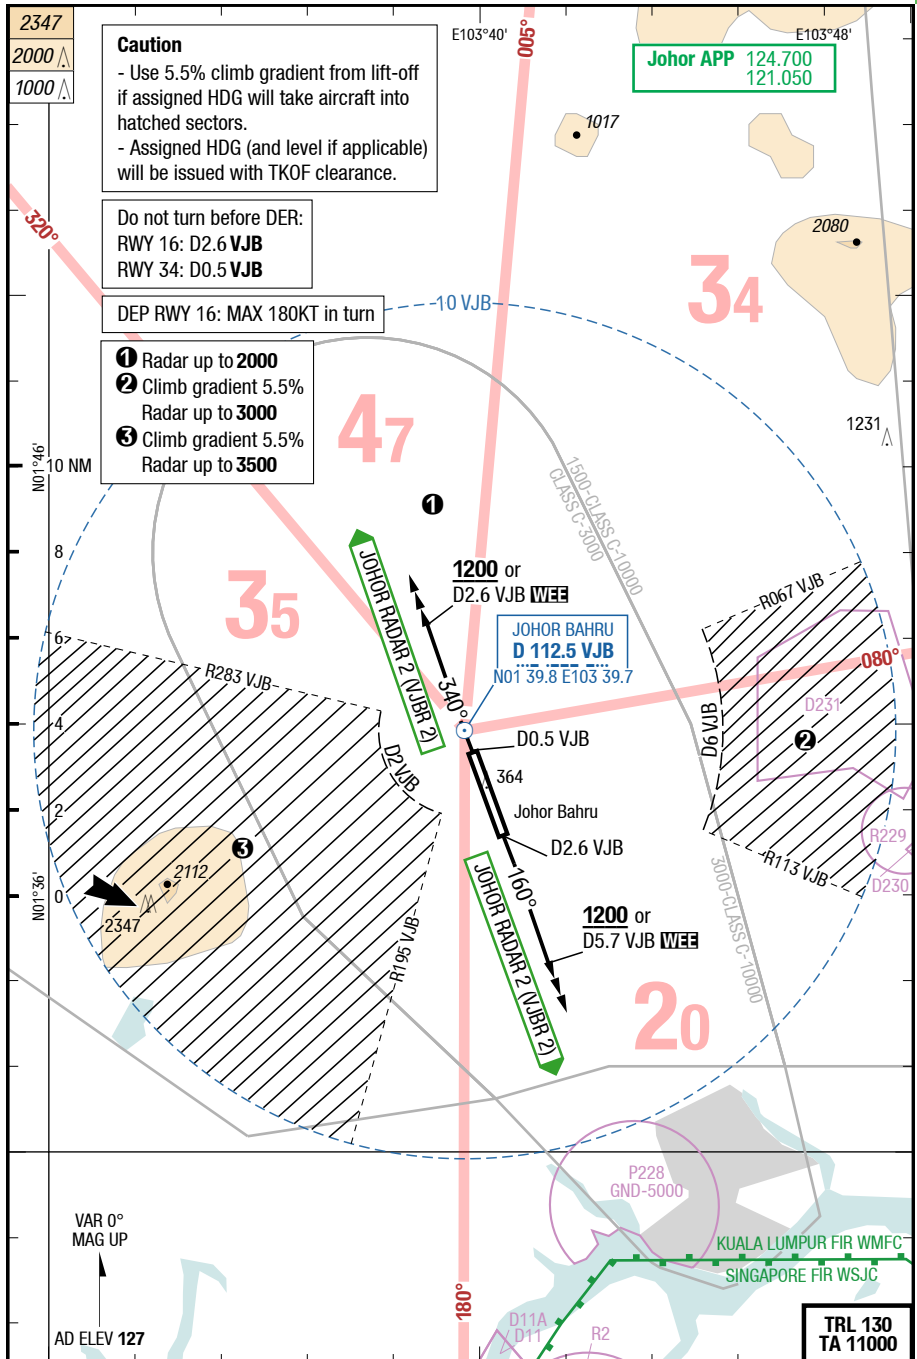 2347
2000
1000
Caution
- Use 5.5% climb gradient from lift-off
if assigned HDG will take aircraft into
hatched sectors.
- Assigned HDG (and level if applicable)
will be issued with TKOF clearance.
E103°40'
005°
E103°48'
Johor APP 124.700
121.050
1017
320°
Do not turn before DER:
RWY 16: D2.6 VJB
RWY 34: D0.5 VJB
2080
34
DEP RWY 16: MAX 180KT in turn
10 VJB
1 Radar up to 2000
2 Climb gradient 5.5%
Radar up to 3000
3 Climb gradient 5.5%
Radar up to 3500
47
1231
N01°46'
10 NM
1
1500-CLASS C-10000
CLASS C-3000
8
JOHOR RADAR 2 (VJBR 2)
1200 or
D2.6 VJB WEE
35
R067 VJB
6
JOHOR BAHRU
D 112.5 VJB
N01 39.8 E103 39.7
080°
R283 VJB
340°
D231
4
D6 VJB
2
D0.5 VJB
D2 VJB
364
2
Johor Bahru
R229
3
D2.6 VJB
R113 VJB
2112
D230
N01°36'
0
160°
JOHOR RADAR 2 (VJBR 2)
3000-CLASS C-10000
2347
1200 or
D5.7 VJB WEE
R195 VJB
20
P228
GND-5000
VAR 0°
MAG UP
KUALA LUMPUR FIR WMFC
SINGAPORE FIR WSJC
180°
D11A
D11
R2
AD ELEV 127
TRL 130
TA 11000